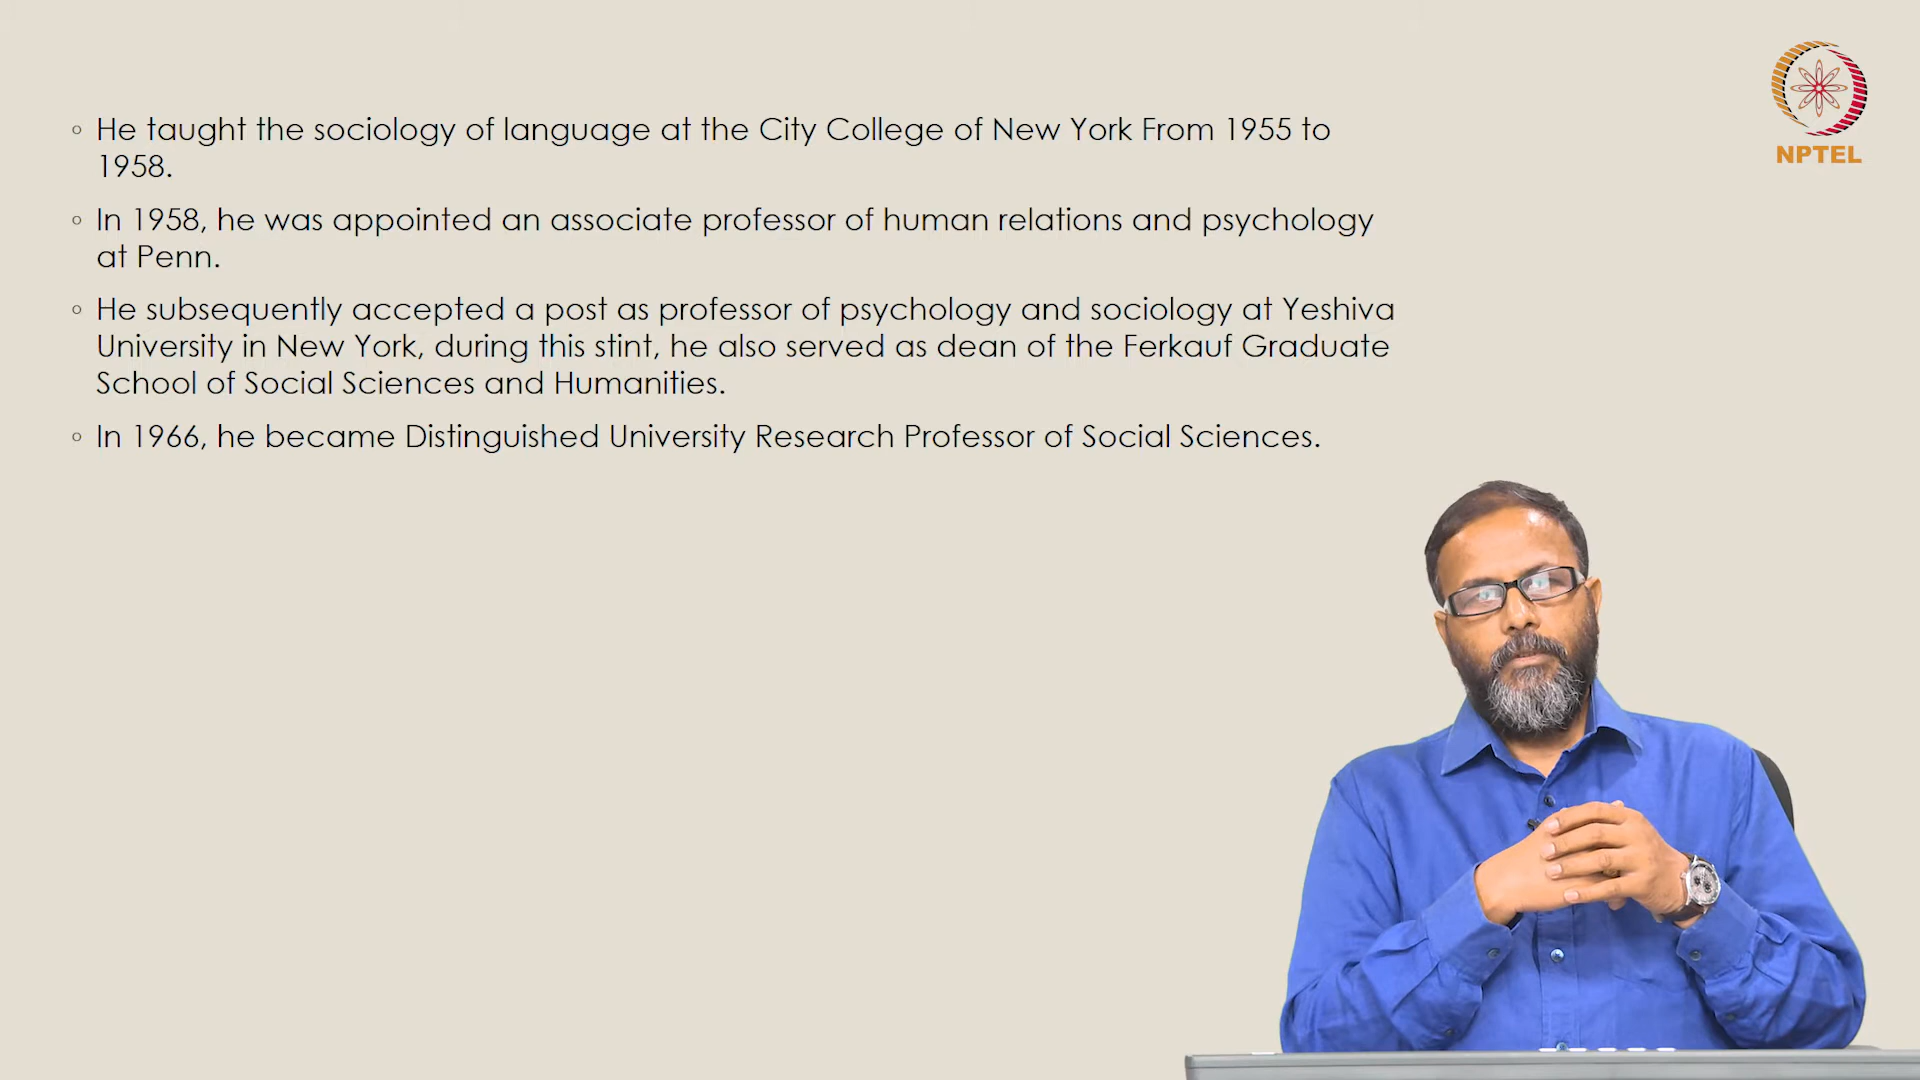 ◦ He taught the sociology of language at the City College of New York From 1955 to
1958.
◦ In 1958, he was appointed an associate professor of human relations and psychology
at Penn.
◦ He subsequently accepted a post as professor of psychology and sociology at Yeshiva
University in New York, during this stint, he also served as dean of the Ferkauf Graduate
School of Social Sciences and Humanities.
◦ In 1966, he became Distinguished University Research Professor of Social Sciences.
NPTEL